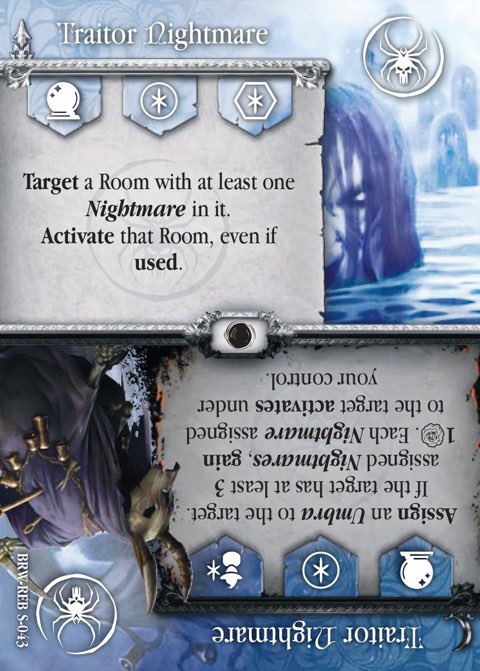 Traitor Nightmare
Target a Room with at least one
Nightmare in it.
Activate that Room, even if
used.
Traitor Nightmare
Assign an Umbra to the target.
If the target has at least 3
assigned Nightmares, gain
1. Each Nightmare assigned
to the target activates under
your control.
BRW-REB S-043